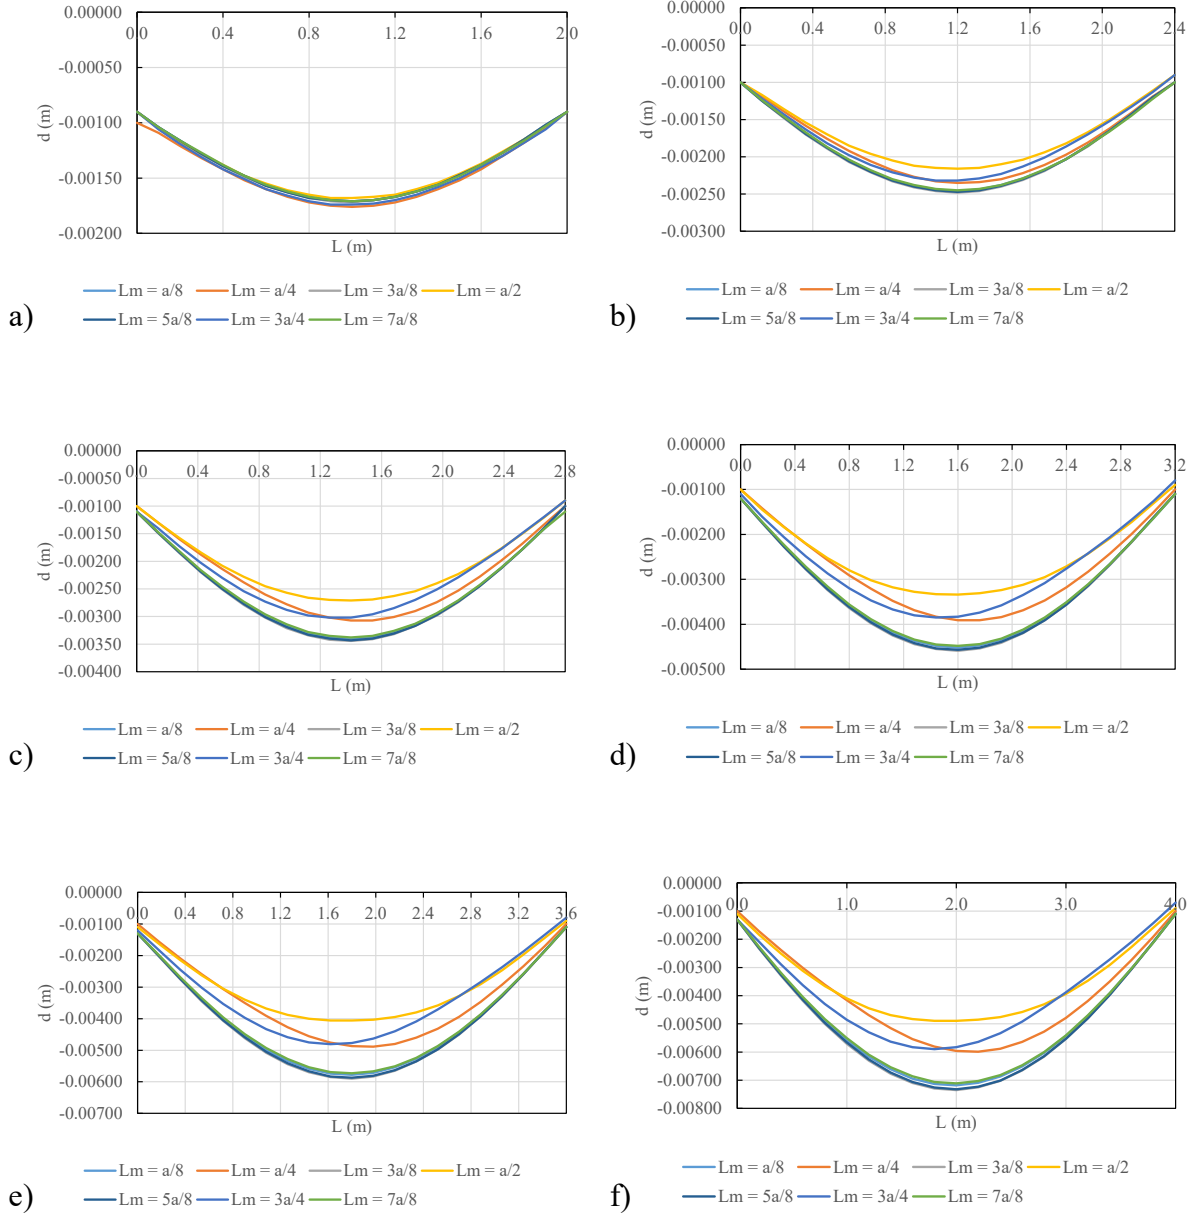 0.00000
0.0 0.4 0.8 1.2 1.6 2.0
-0.00050
-0.00100
-0.00150
-0.00200
d (m)
L (m)
Lm = a/8 Lm = a/4 Lm = 3a/8 Lm = a/2
Lm = 5a/8 Lm = 3a/4 Lm = 7a/8
a)
0.00000
0.0 0.4 0.8 1.2 1.6 2.0 2.4
-0.00050
-0.00100
-0.00150
-0.00200
-0.00250
-0.00300
d (m)
L (m)
Lm = a/8 Lm = a/4 Lm = 3a/8 Lm = a/2
Lm = 5a/8 Lm = 3a/4 Lm = 7a/8
b)
0.00000
0.0 0.4 0.8 1.2 1.6 2.0 2.4 2.8
-0.00050
-0.00100
-0.00150
-0.00200
-0.00250
-0.00300
-0.00350
-0.00400
d (m)
L (m)
Lm = a/8 Lm = a/4 Lm = 3a/8 Lm = a/2
Lm = 5a/8 Lm = 3a/4 Lm = 7a/8
c)
0.00000
0.0 0.4 0.8 1.2 1.6 2.0 2.4 2.8 3.2
-0.00100
-0.00200
-0.00300
-0.00400
-0.00500
d (m)
L (m)
Lm = a/8 Lm = a/4 Lm = 3a/8 Lm = a/2
Lm = 5a/8 Lm = 3a/4 Lm = 7a/8
d)
0.00000
0.0 0.4 0.8 1.2 1.6 2.0 2.4 2.8 3.2 3.6
-0.00100
-0.00200
-0.00300
-0.00400
-0.00500
-0.00600
-0.00700
d (m)
L (m)
Lm = a/8 Lm = a/4 Lm = 3a/8 Lm = a/2
Lm = 5a/8 Lm = 3a/4 Lm = 7a/8
e)
0.00000
0.0 1.0 2.0 3.0 4.0
-0.00100
-0.00200
-0.00300
-0.00400
-0.00500
-0.00600
-0.00700
-0.00800
d (m)
L (m)
Lm = a/8 Lm = a/4 Lm = 3a/8 Lm = a/2
Lm = 5a/8 Lm = 3a/4 Lm = 7a/8
f)